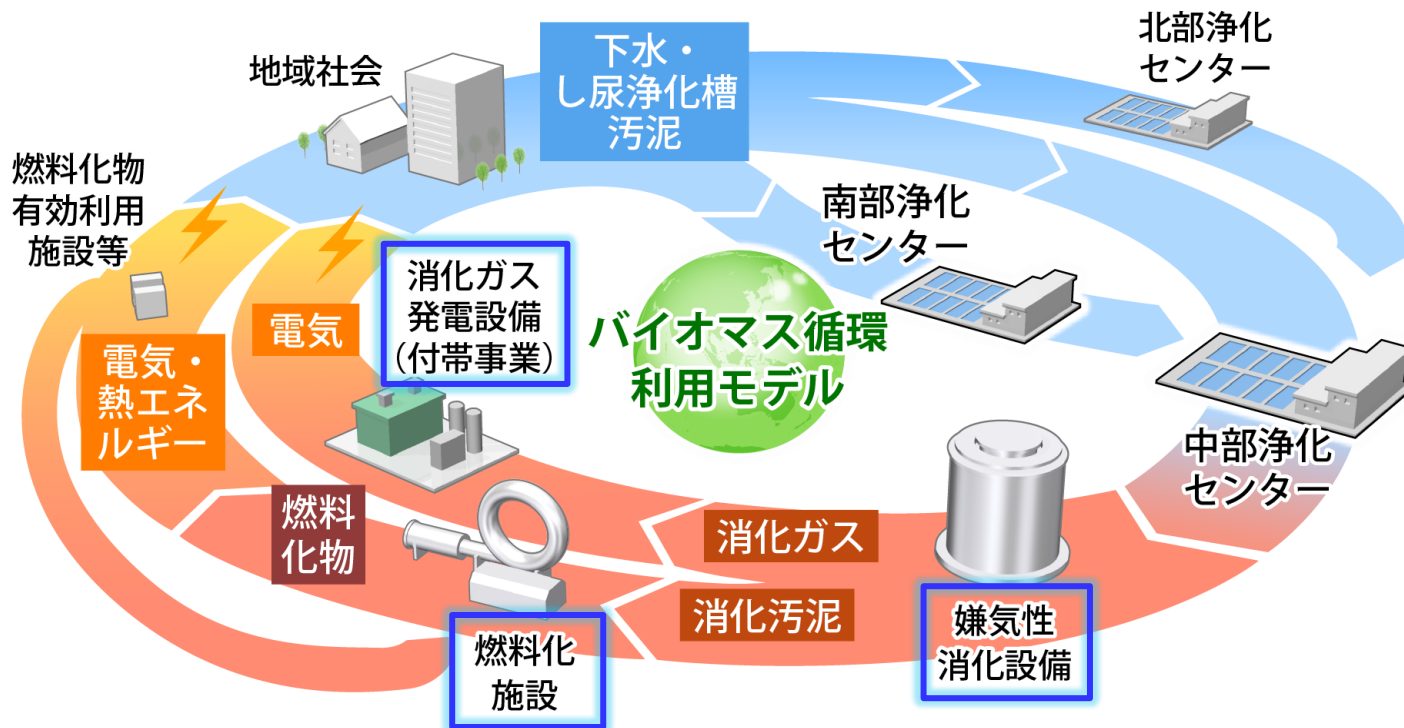 地域社会
下水・
し尿浄化槽
汚泥
北部浄化
センター
燃料化物
有効利用
施設等
南部浄化
センター
消化ガス
発電設備
（付帯事業）
電気
バイオマス循環
利用モデル
電気・
熱エネ
ルギー
中部浄化
センター
燃料
化物
消化ガス
消化汚泥
嫌気性
消化設備
燃料化
施設